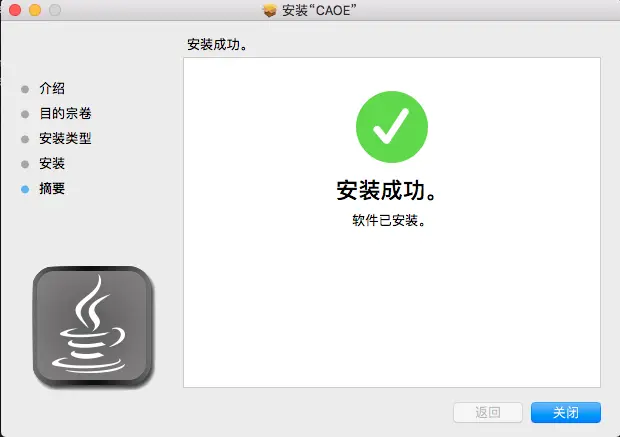 安装“CAOE”
安装成功。
介绍
目的宗卷
安装类型
安装
摘要
安装成功。
软件已安装。
返回
关闭